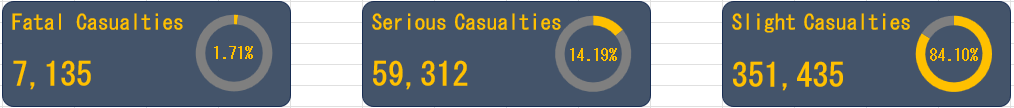 Fatal Casualties
1.71%
7,135
Serious Casualties
14.19%
59,312
Slight Casualties
84.10%
351,435